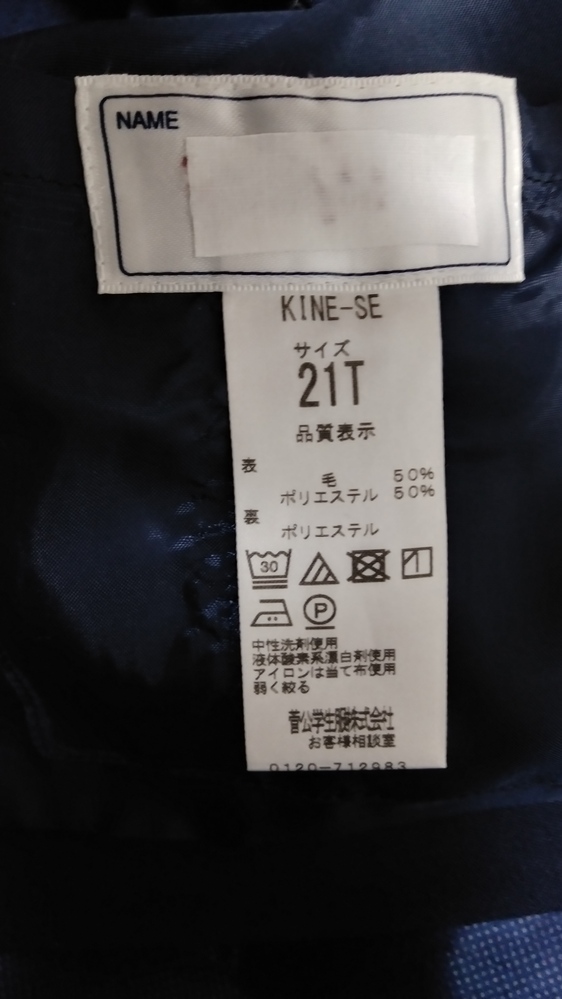 NAME
KINE-SE
サイズ
21T
品質表示
表
毛 50%
ポリエステル 50%
裏
ポリエステル
30
P
中性洗剤使用
液体酸素系漂白剤使用
アイロンは当て布使用
弱く絞る
菅公学生服株式会社
お客様相談室
0120-712983